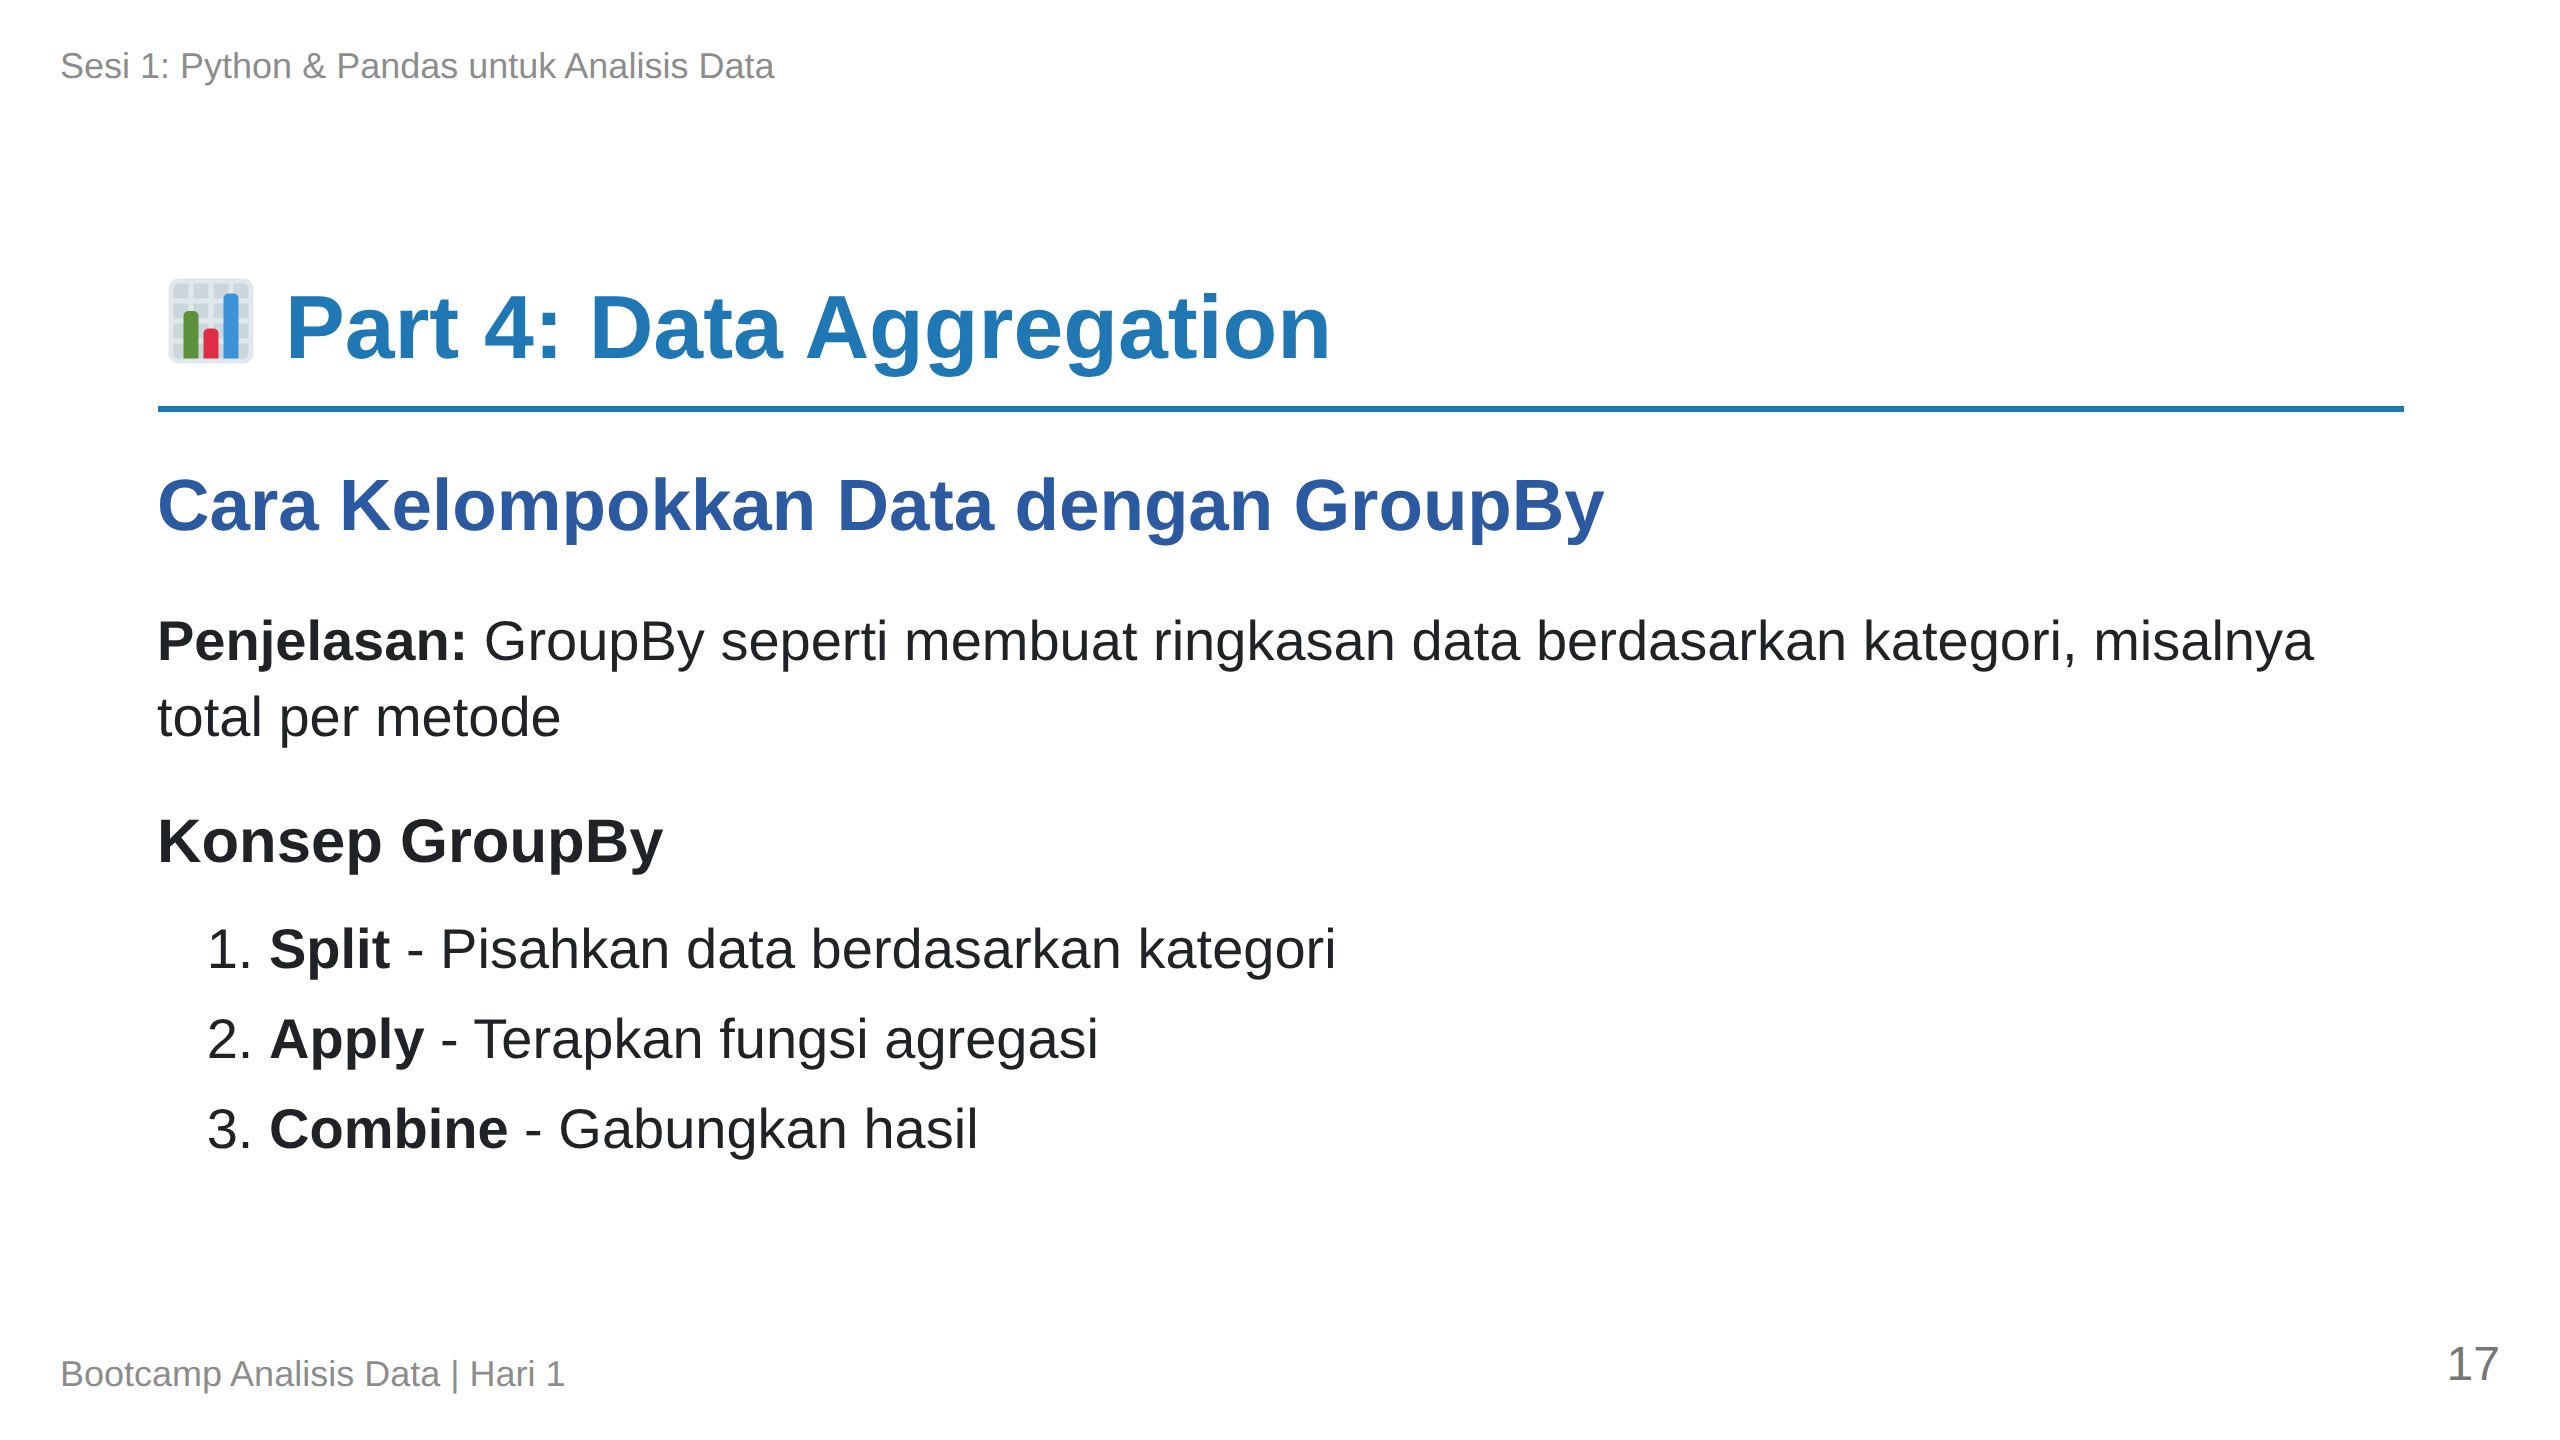 Sesi 1: Python & Pandas untuk Analisis Data
Part 4: Data Aggregation
Cara Kelompokkan Data dengan GroupBy
Penjelasan: GroupBy seperti membuat ringkasan data berdasarkan kategori, misalnya
total per metode
Konsep GroupBy
1. Split - Pisahkan data berdasarkan kategori
2. Apply - Terapkan fungsi agregasi
3. Combine - Gabungkan hasil
Bootcamp Analisis Data | Hari 1
17